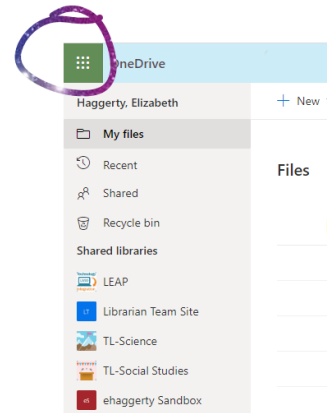 OneDrive
Haggerty, Elizabeth
+ New
My files
Files
Recent
Shared
Recycle bin
Shared libraries
LEAP
LT Librarian Team Site
TL-Science
TL-Social Studies
eS ehaggerty Sandbox